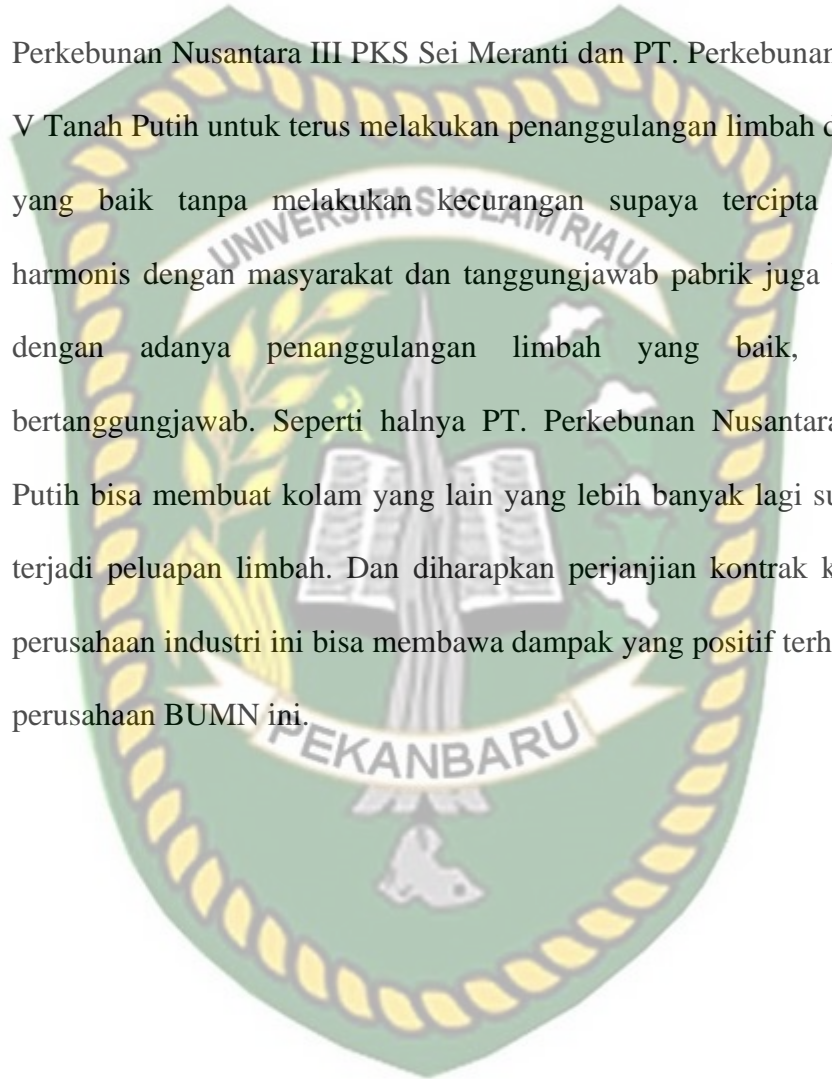 Perkebunan Nusantara III PKS Sei Meranti dan PT. Perkebunan
V Tanah Putih untuk terus melakukan penanggulangan limbah d
yang baik tanpa melakukan kecurangan supaya tercipta
UNIVERSITAS ISLAM RIAU
harmonis dengan masyarakat dan tanggungjawab pabrik juga
dengan adanya penanggulangan limbah yang baik,
bertanggungjawab. Seperti halnya PT. Perkebunan Nusantara
Putih bisa membuat kolam yang lain yang lebih banyak lagi su
terjadi peluapan limbah. Dan diharapkan perjanjian kontrak k
perusahaan industri ini bisa membawa dampak yang positif terh
perusahaan BUMN ini.
PEKANBARU